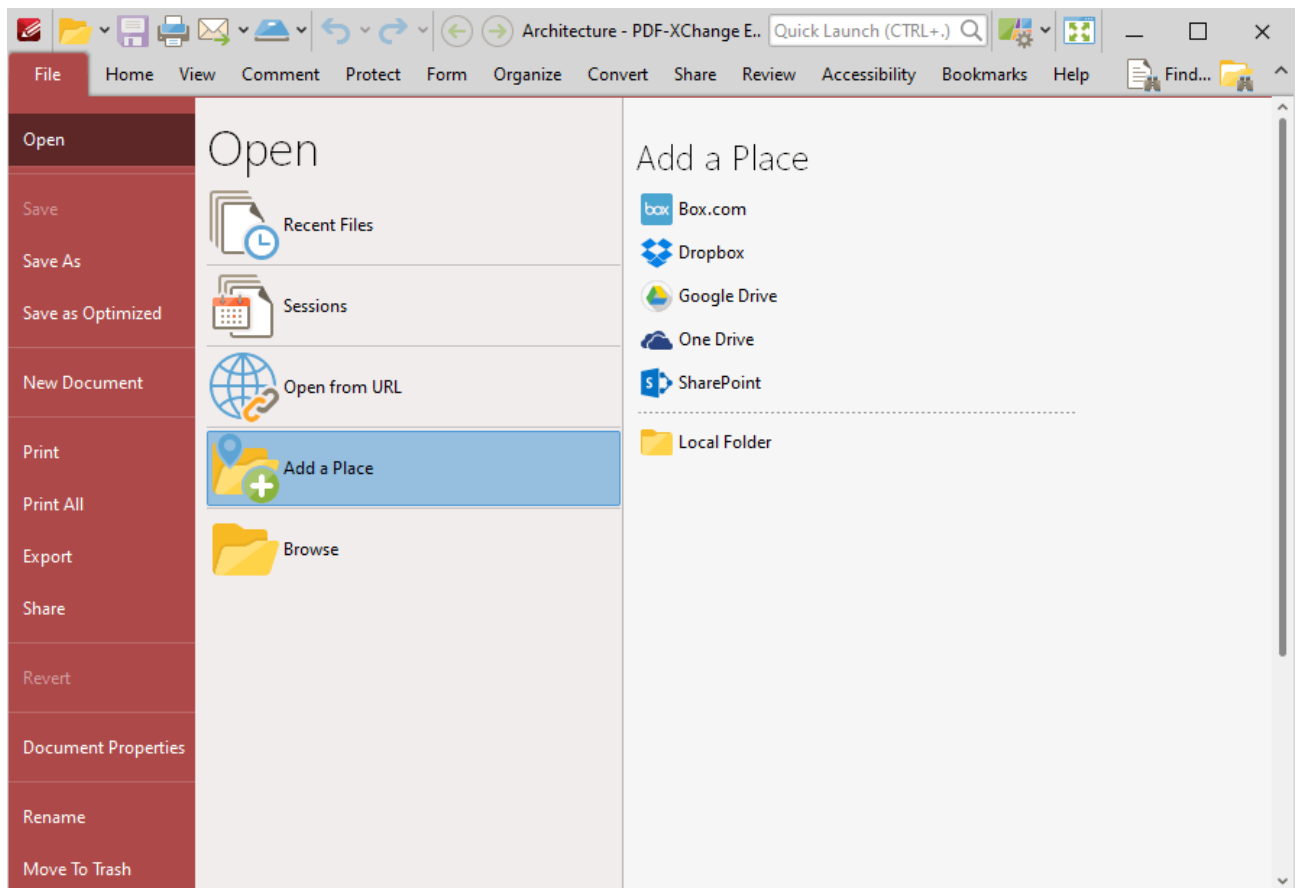 Architecture - PDF-XChange E..
Quick Launch (CTRL+.)
File Home View Comment Protect Form Organize Convert Share Review Accessibility Bookmarks Help Find...
Open
Save
Save As
Save as Optimized
New Document
Print
Print All
Export
Share
Revert
Document Properties
Rename
Move To Trash
Open
Recent Files
Sessions
Open from URL
Add a Place
Browse
Add a Place
box Box.com
Dropbox
Google Drive
One Drive
S SharePoint
Local Folder